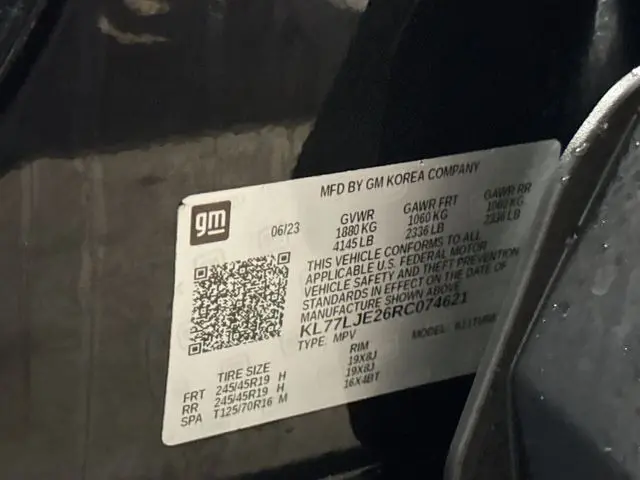 MFD BY GM KOREA COMPANY
gm
06/23 GVWR GAWR FRT GAWR RR
1880 KG 1060 KG 1060 KG
4145 LB 2336 LB 2336 LB
THIS VEHICLE CONFORMS TO ALL
APPLICABLE U.S. FEDERAL MOTOR
VEHICLE SAFETY AND THEFT PREVENTION
STANDARDS IN EFFECT ON THE DATE OF
MANUFACTURE SHOWN ABOVE
KL77LJE26RC074621
TYPE: MPV MODEL:
TIRE SIZE RIM
FRT 245/45R19 H 19X8J
RR 245/45R19 H 19X8J
SPA T125/70R16 M 16X4BT